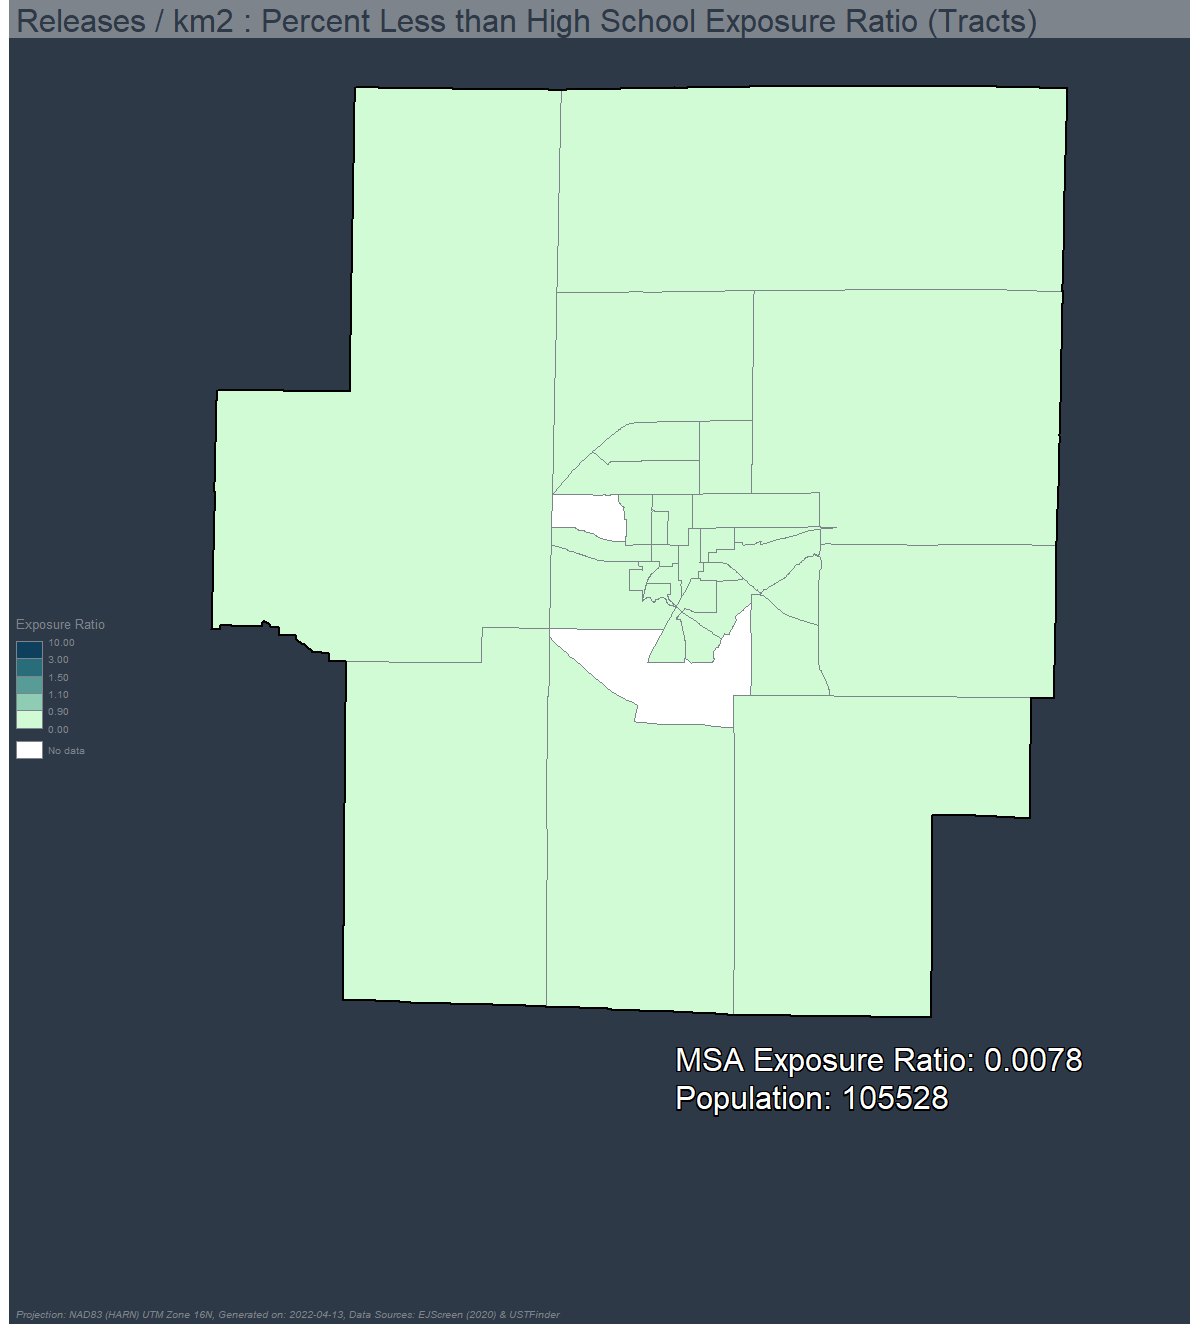 Releases / km2 : Percent Less than High School Exposure Ratio (Tracts)
Exposure Ratio
10.00
3.00
1.50
1.10
0.90
0.00
No data
MSA Exposure Ratio: 0.0078
Population: 105528
Projection: NAD83 (HARN) UTM Zone 16N, Generated on: 2022-04-13, Data Sources: EJScreen (2020) & USTFinder